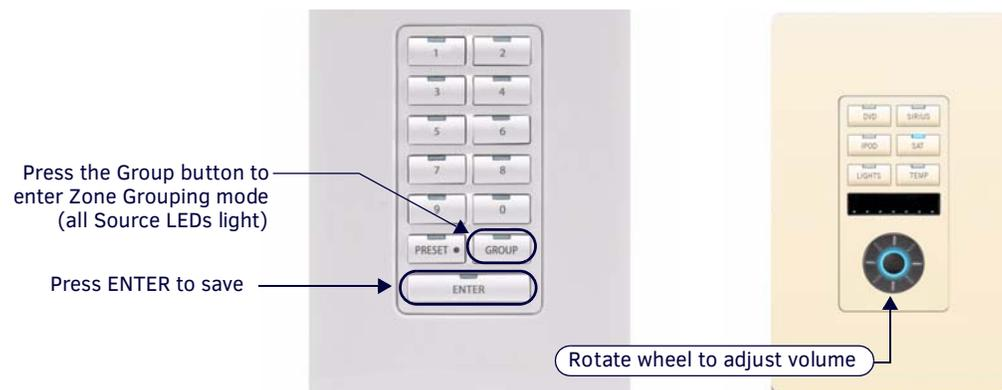 1 2
3 4
5 6
7 8
9 0
PRESET GROUP
ENTER
Press the Group button to
enter Zone Grouping mode
(all Source LEDs light)
Press ENTER to save
DVD SIRIUS
IPOD SAT
LIGHTS TEMP
Rotate wheel to adjust volume